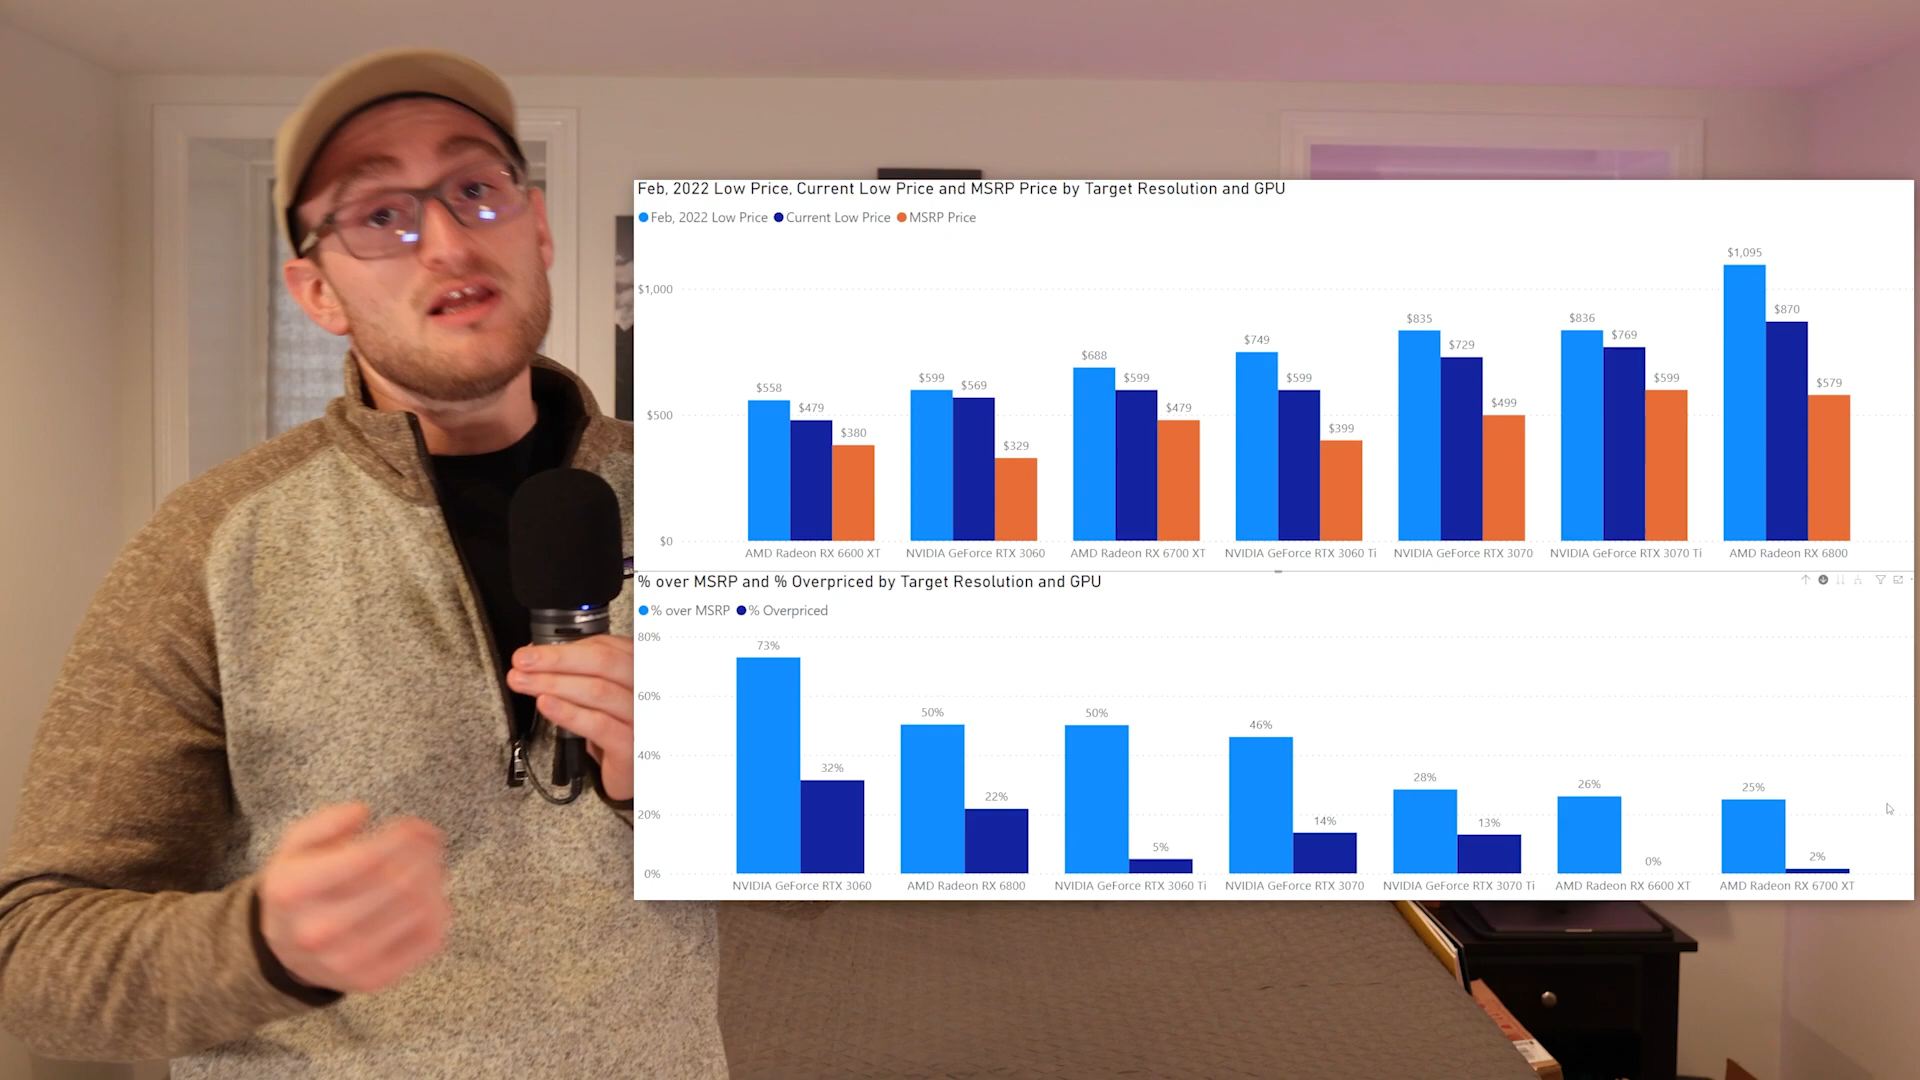 Feb, 2022 Low Price, Current Low Price and MSRP Price by Target Resolution and GPU
Feb, 2022 Low Price Current Low Price MSRP Price
$1,000
$500
$0
$558 $479 $380
$599 $569 $329
$688 $599 $479
$749 $599 $399
$835 $729 $499
$836 $769 $599
$1,095 $870 $579
AMD Radeon RX 6600 XT NVIDIA GeForce RTX 3060 AMD Radeon RX 6700 XT NVIDIA GeForce RTX 3060 Ti NVIDIA GeForce RTX 3070 NVIDIA GeForce RTX 3070 Ti AMD Radeon RX 6800
% over MSRP and % Overpriced by Target Resolution and GPU
% over MSRP % Overpriced
80%
60%
40%
20%
0%
73% 32%
50% 22%
50% 5%
46% 14%
28% 13%
26% 0%
25% 2%
NVIDIA GeForce RTX 3060 AMD Radeon RX 6800 NVIDIA GeForce RTX 3060 Ti NVIDIA GeForce RTX 3070 NVIDIA GeForce RTX 3070 Ti AMD Radeon RX 6600 XT AMD Radeon RX 6700 XT